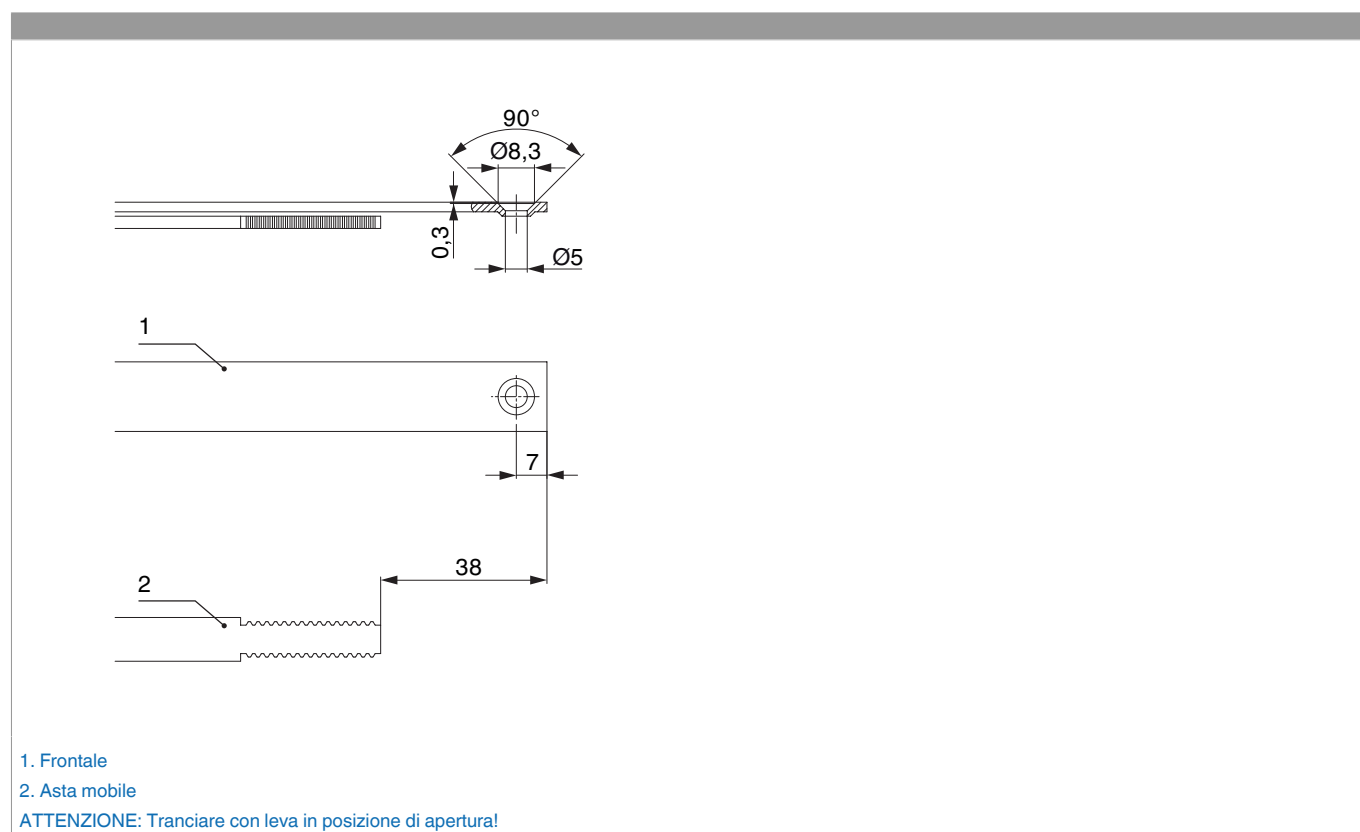 90°
Ø8,3
0,3
Ø5
1
7
38
2
1. Frontale
2. Asta mobile
ATTENZIONE: Tranciare con leva in posizione di apertura!